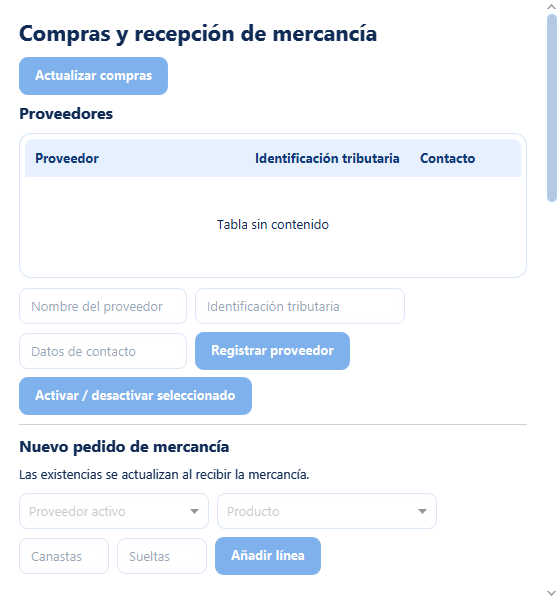 Compras y recepción de mercancía
Actualizar compras
Proveedores
Proveedor Identificación tributaria Contacto
Tabla sin contenido
Nombre del proveedor Identificación tributaria
Datos de contacto Registrar proveedor
Activar / desactivar seleccionado
Nuevo pedido de mercancía
Las existencias se actualizan al recibir la mercancía.
Proveedor activo Producto
Canastas Sueltas Añadir línea